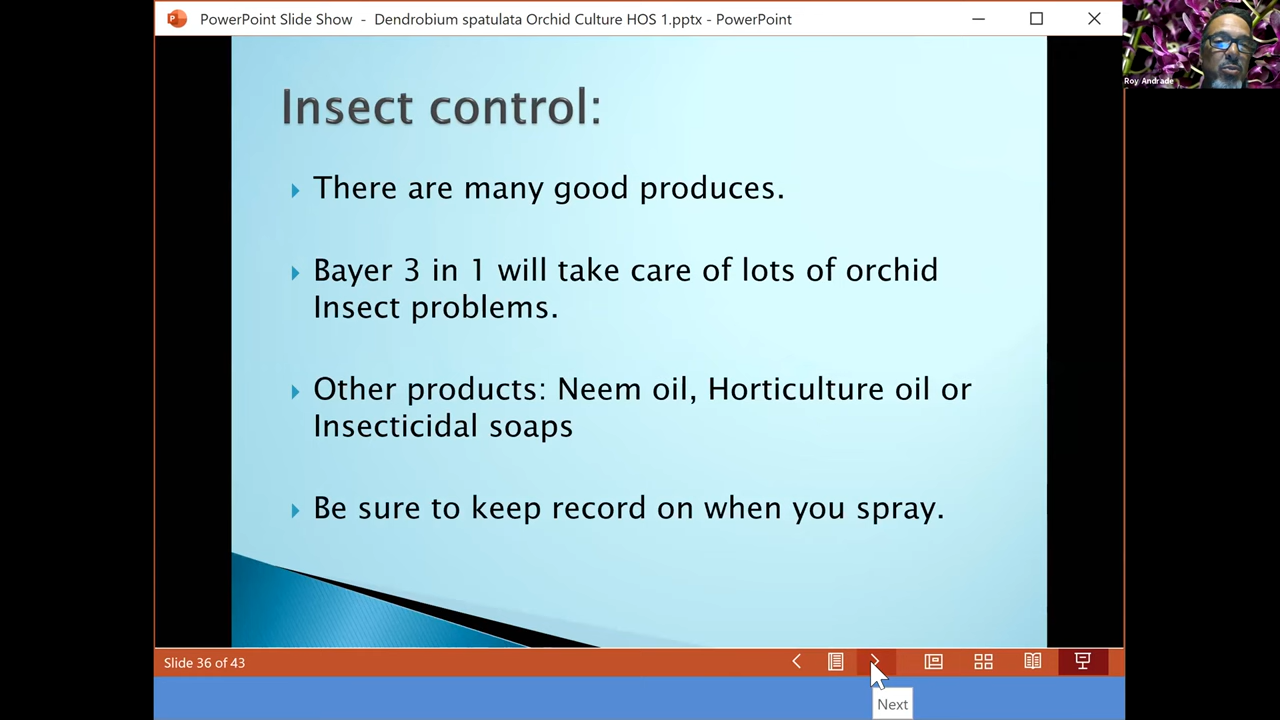 PowerPoint Slide Show - Dendrobium spatulata Orchid Culture HOS 1.pptx - PowerPoint
Roy Andrade
Insect control:
There are many good produces.
Bayer 3 in 1 will take care of lots of orchid
Insect problems.
Other products: Neem oil, Horticulture oil or
Insecticidal soaps
Be sure to keep record on when you spray.
Slide 36 of 43
Next